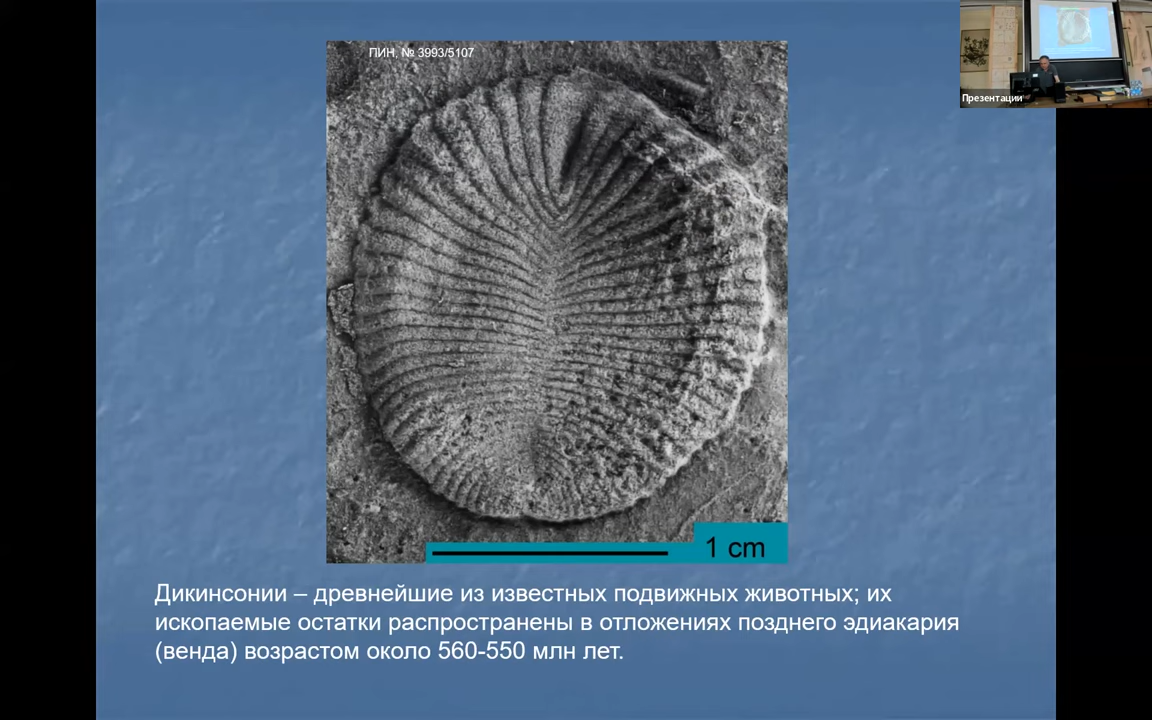 ПИН, № 3993/5107
Презентации
1 cm
Дикинсонии – древнейшие из известных подвижных животных; их
ископаемые остатки распространены в отложениях позднего эдиакария
(венда) возрастом около 560-550 млн лет.